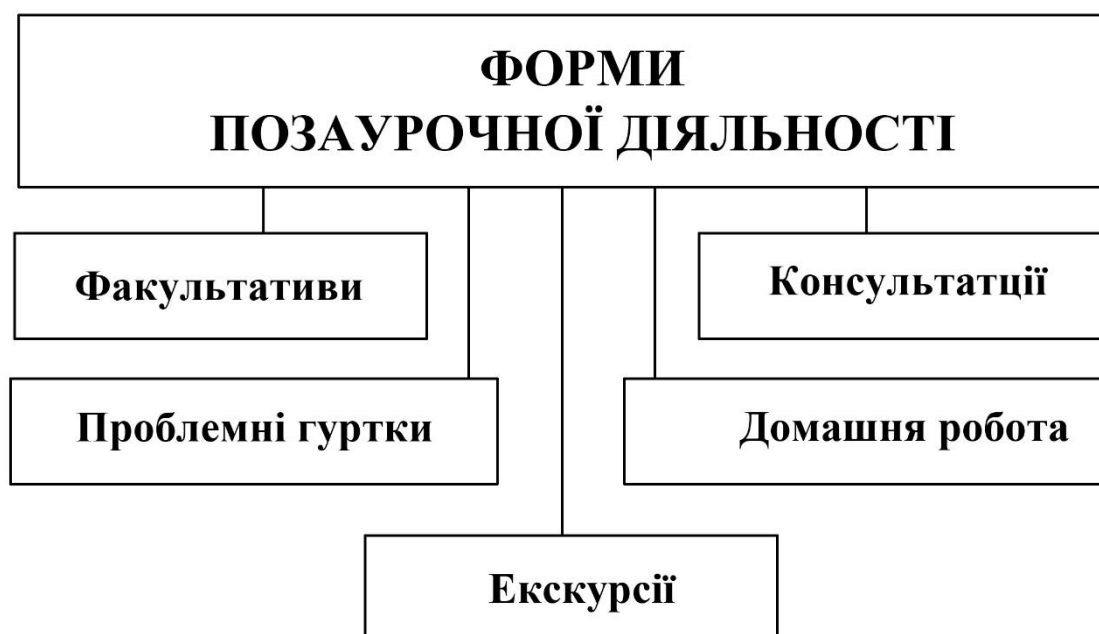 ФОРМИ
ПОЗАУРОЧНОЇ ДІЯЛЬНОСТІ
Факультативи
Консультатції
Проблемні гуртки
Домашня робота
Екскурсії